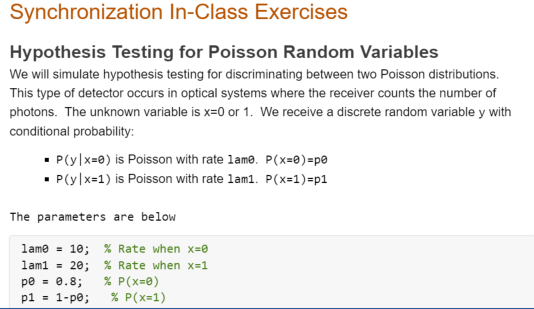 Synchronization In-Class Exercises
Hypothesis Testing for Poisson Random Variables
We will simulate hypothesis testing for discriminating between two Poisson distributions.
This type of detector occurs in optical systems where the receiver counts the number of
photons. The unknown variable is x=0 or 1. We receive a discrete random variable y with
conditional probability:
▪ P(y|x=0) is Poisson with rate lam0. P(x=0)=p0
▪ P(y|x=1) is Poisson with rate lam1. P(x=1)=p1
The parameters are below
lam0 = 10; % Rate when x=0
lam1 = 20; % Rate when x=1
p0 = 0.8; % P(x=0)
p1 = 1-p0; % P(x=1)